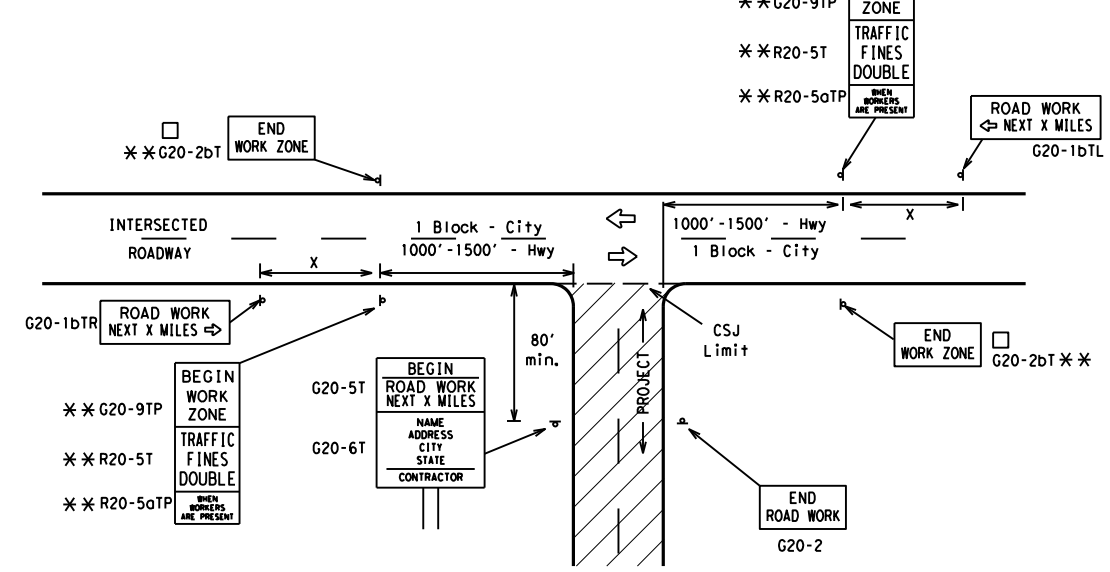 **G20-9TP
ZONE
**R20-5T
TRAFFIC
FINES
DOUBLE
**R20-5aTP
WHEN
WORKERS
ARE PRESENT
ROAD WORK
⇦ NEXT X MILES
G20-1bTL
□
**G20-2bT
END
WORK ZONE
INTERSECTED
ROADWAY
1 Block - City
1000'-1500' - Hwy
1000'-1500' - Hwy
1 Block - City
X
X
G20-1bTR
ROAD WORK
NEXT X MILES ⇨
80'
min.
PROJECT
CSJ
Limit
END
WORK ZONE
□
G20-2bT **
**G20-9TP
BEGIN
WORK
ZONE
**R20-5T
TRAFFIC
FINES
DOUBLE
**R20-5aTP
WHEN
WORKERS
ARE PRESENT
G20-5T
BEGIN
ROAD WORK
NEXT X MILES
G20-6T
NAME
ADDRESS
CITY
STATE
CONTRACTOR
END
ROAD WORK
G20-2